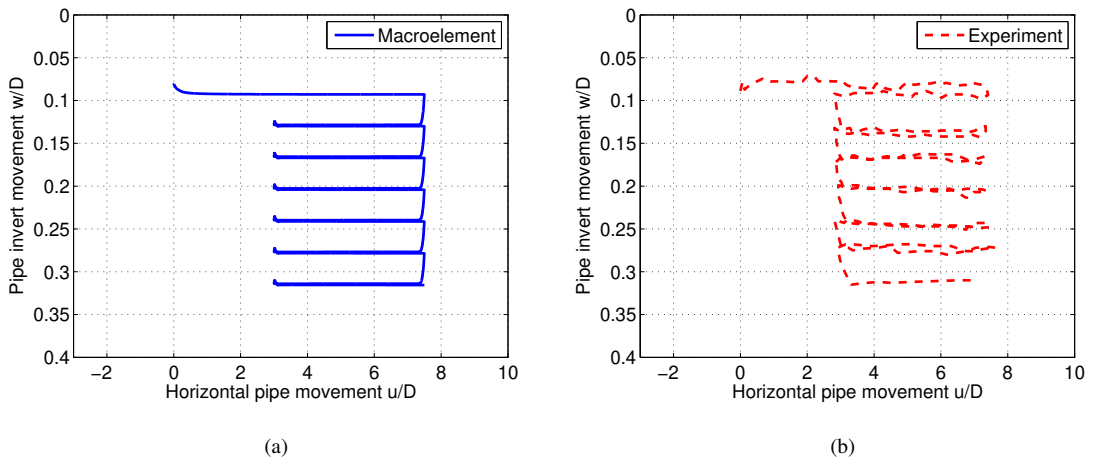 0
0.05
0.1
0.15
0.2
0.25
0.3
0.35
0.4
−2 0 2 4 6 8 10
Horizontal pipe movement u/D
Pipe invert movement w/D
Macroelement
(a)
0
0.05
0.1
0.15
0.2
0.25
0.3
0.35
0.4
−2 0 2 4 6 8 10
Horizontal pipe movement u/D
Pipe invert movement w/D
Experiment
(b)